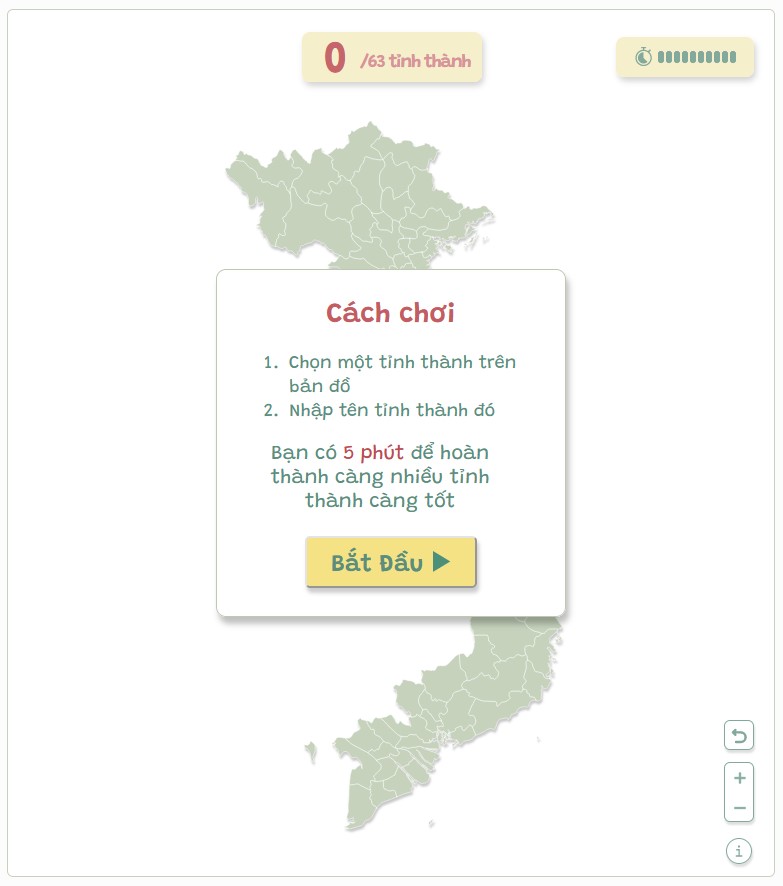 0 /63 tỉnh thành
Cách chơi
1. Chọn một tỉnh thành trên
bản đồ
2. Nhập tên tỉnh thành đó
Bạn có 5 phút để hoàn
thành càng nhiều tỉnh
thành càng tốt
Bắt Đầu
+
−
i